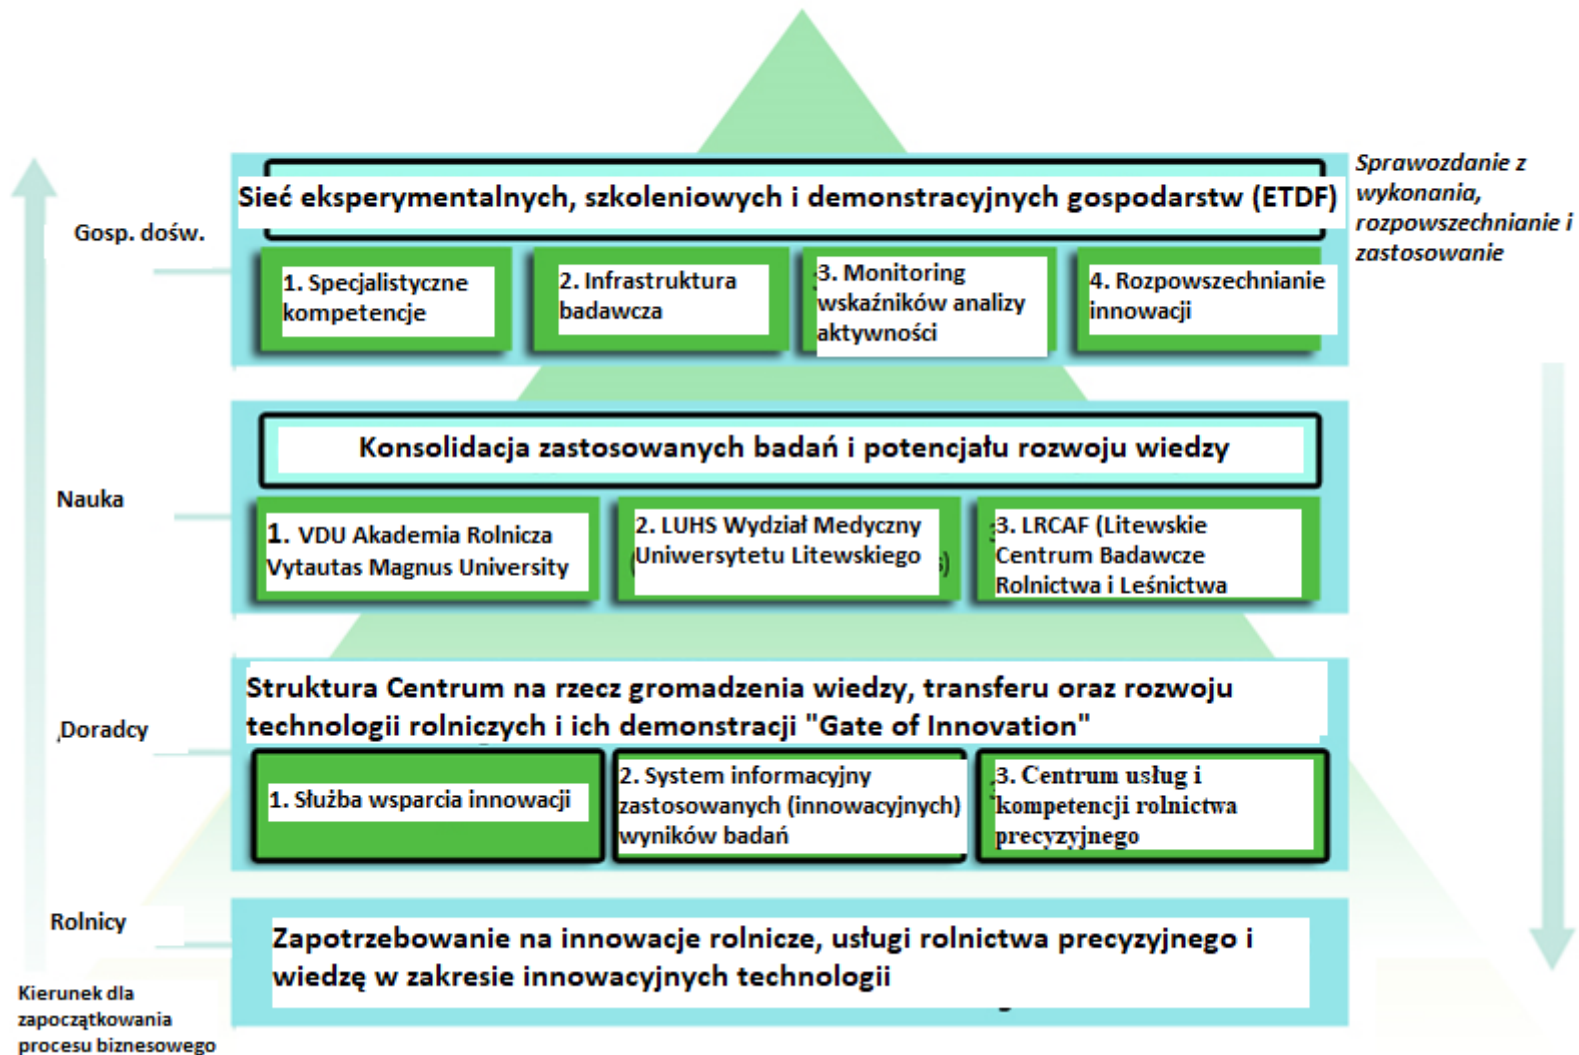 Sprawozdanie z
wykonania,
rozpowszechnianie i
zastosowanie
Sieć eksperymentalnych, szkoleniowych i demonstracyjnych gospodarstw (ETDF)
Gosp. dośw.
1. Specjalistyczne
kompetencje
2. Infrastruktura
badawcza
3. Monitoring
wskaźników analizy
aktywności
4. Rozpowszechnianie
innowacji
Konsolidacja zastosowanych badań i potencjału rozwoju wiedzy
Nauka
1. VDU Akademia Rolnicza
Vytautas Magnus University
2. LUHS Wydział Medyczny
Uniwersytetu Litewskiego
3. LRCAF (Litewskie
Centrum Badawcze
Rolnictwa i Leśnictwa
Struktura Centrum na rzecz gromadzenia wiedzy, transferu oraz rozwoju
technologii rolniczych i ich demonstracji "Gate of Innovation"
Doradcy
1. Służba wsparcia innowacji
2. System informacyjny
zastosowanych (innowacyjnych)
wyników badań
3. Centrum usług i
kompetencji rolnictwa
precyzyjnego
Rolnicy
Zapotrzebowanie na innowacje rolnicze, usługi rolnictwa precyzyjnego i
wiedzę w zakresie innowacyjnych technologii
Kierunek dla
zapoczątkowania
procesu biznesowego